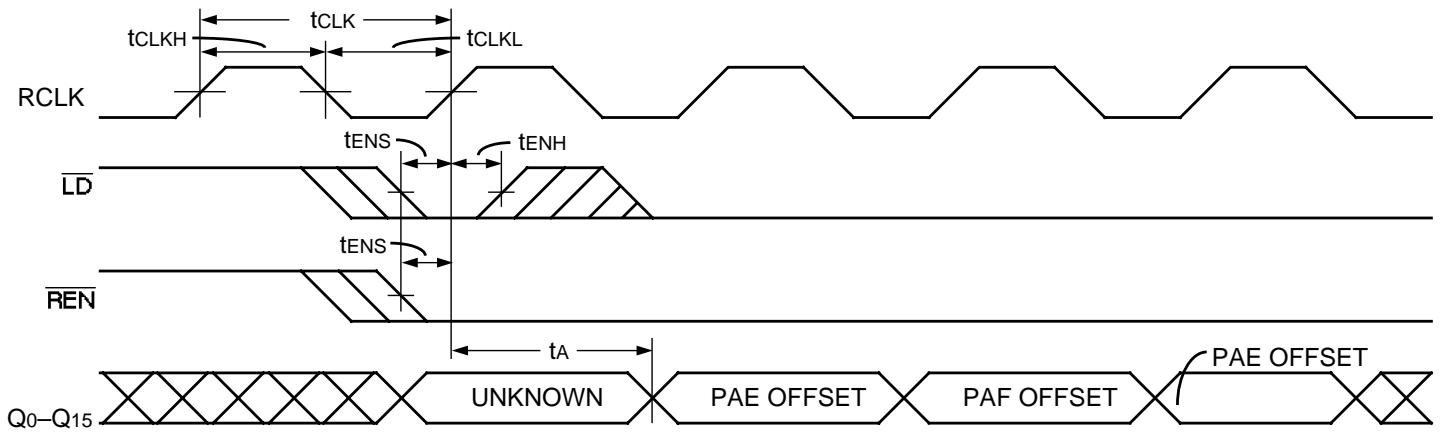 tCLK
tCLKH
tCLKL
RCLK
tENS
tENH
LD
tENS
REN
tA
PAE OFFSET
UNKNOWN
PAE OFFSET
PAF OFFSET
Q0–Q15